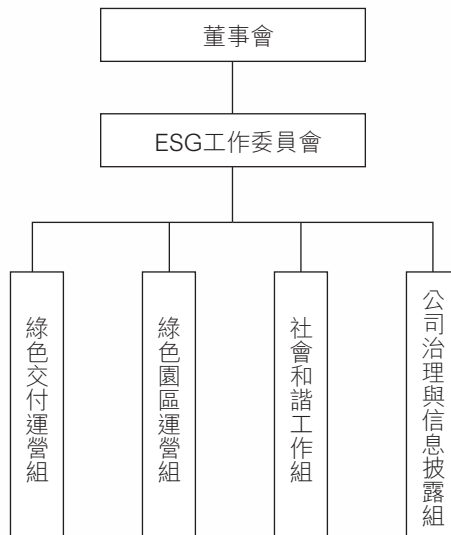 董事會
ESG工作委員會
綠色交付運營組
綠色園區運營組
社會和諧工作組
公司治理與信息披露組